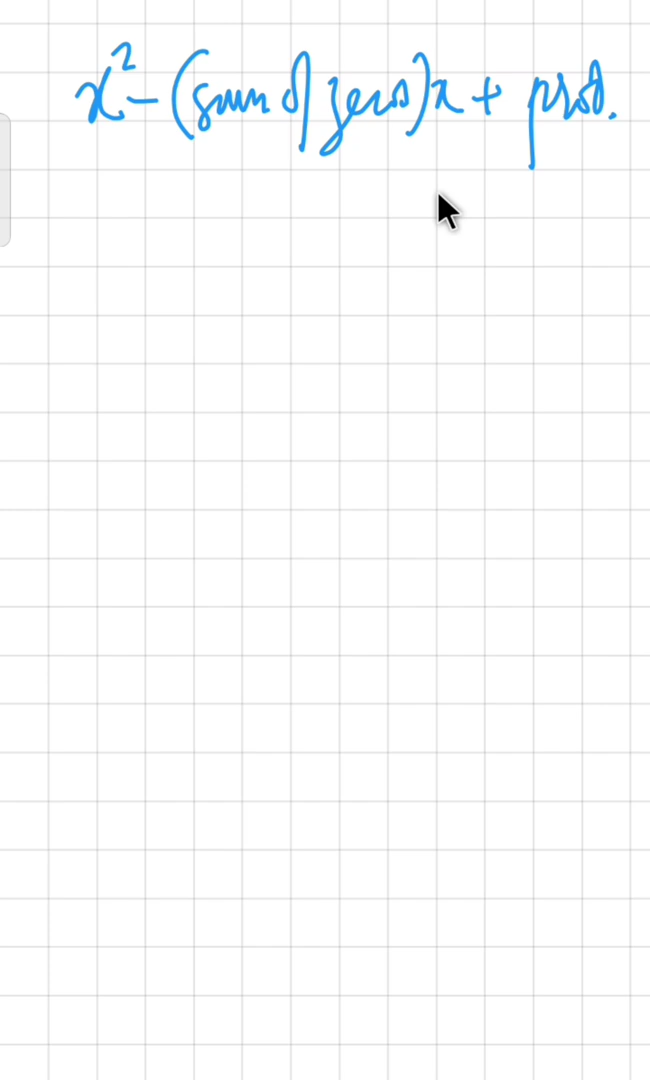 x² - (sum of zeros)x + prod.